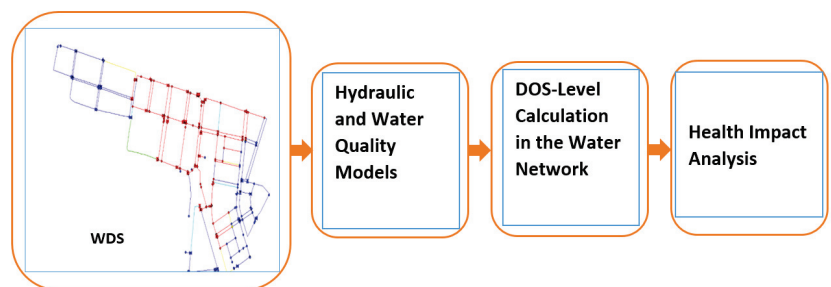 WDS
Hydraulic
and Water
Quality
Models
DOS-Level
Calculation
in the Water
Network
Health Impact
Analysis